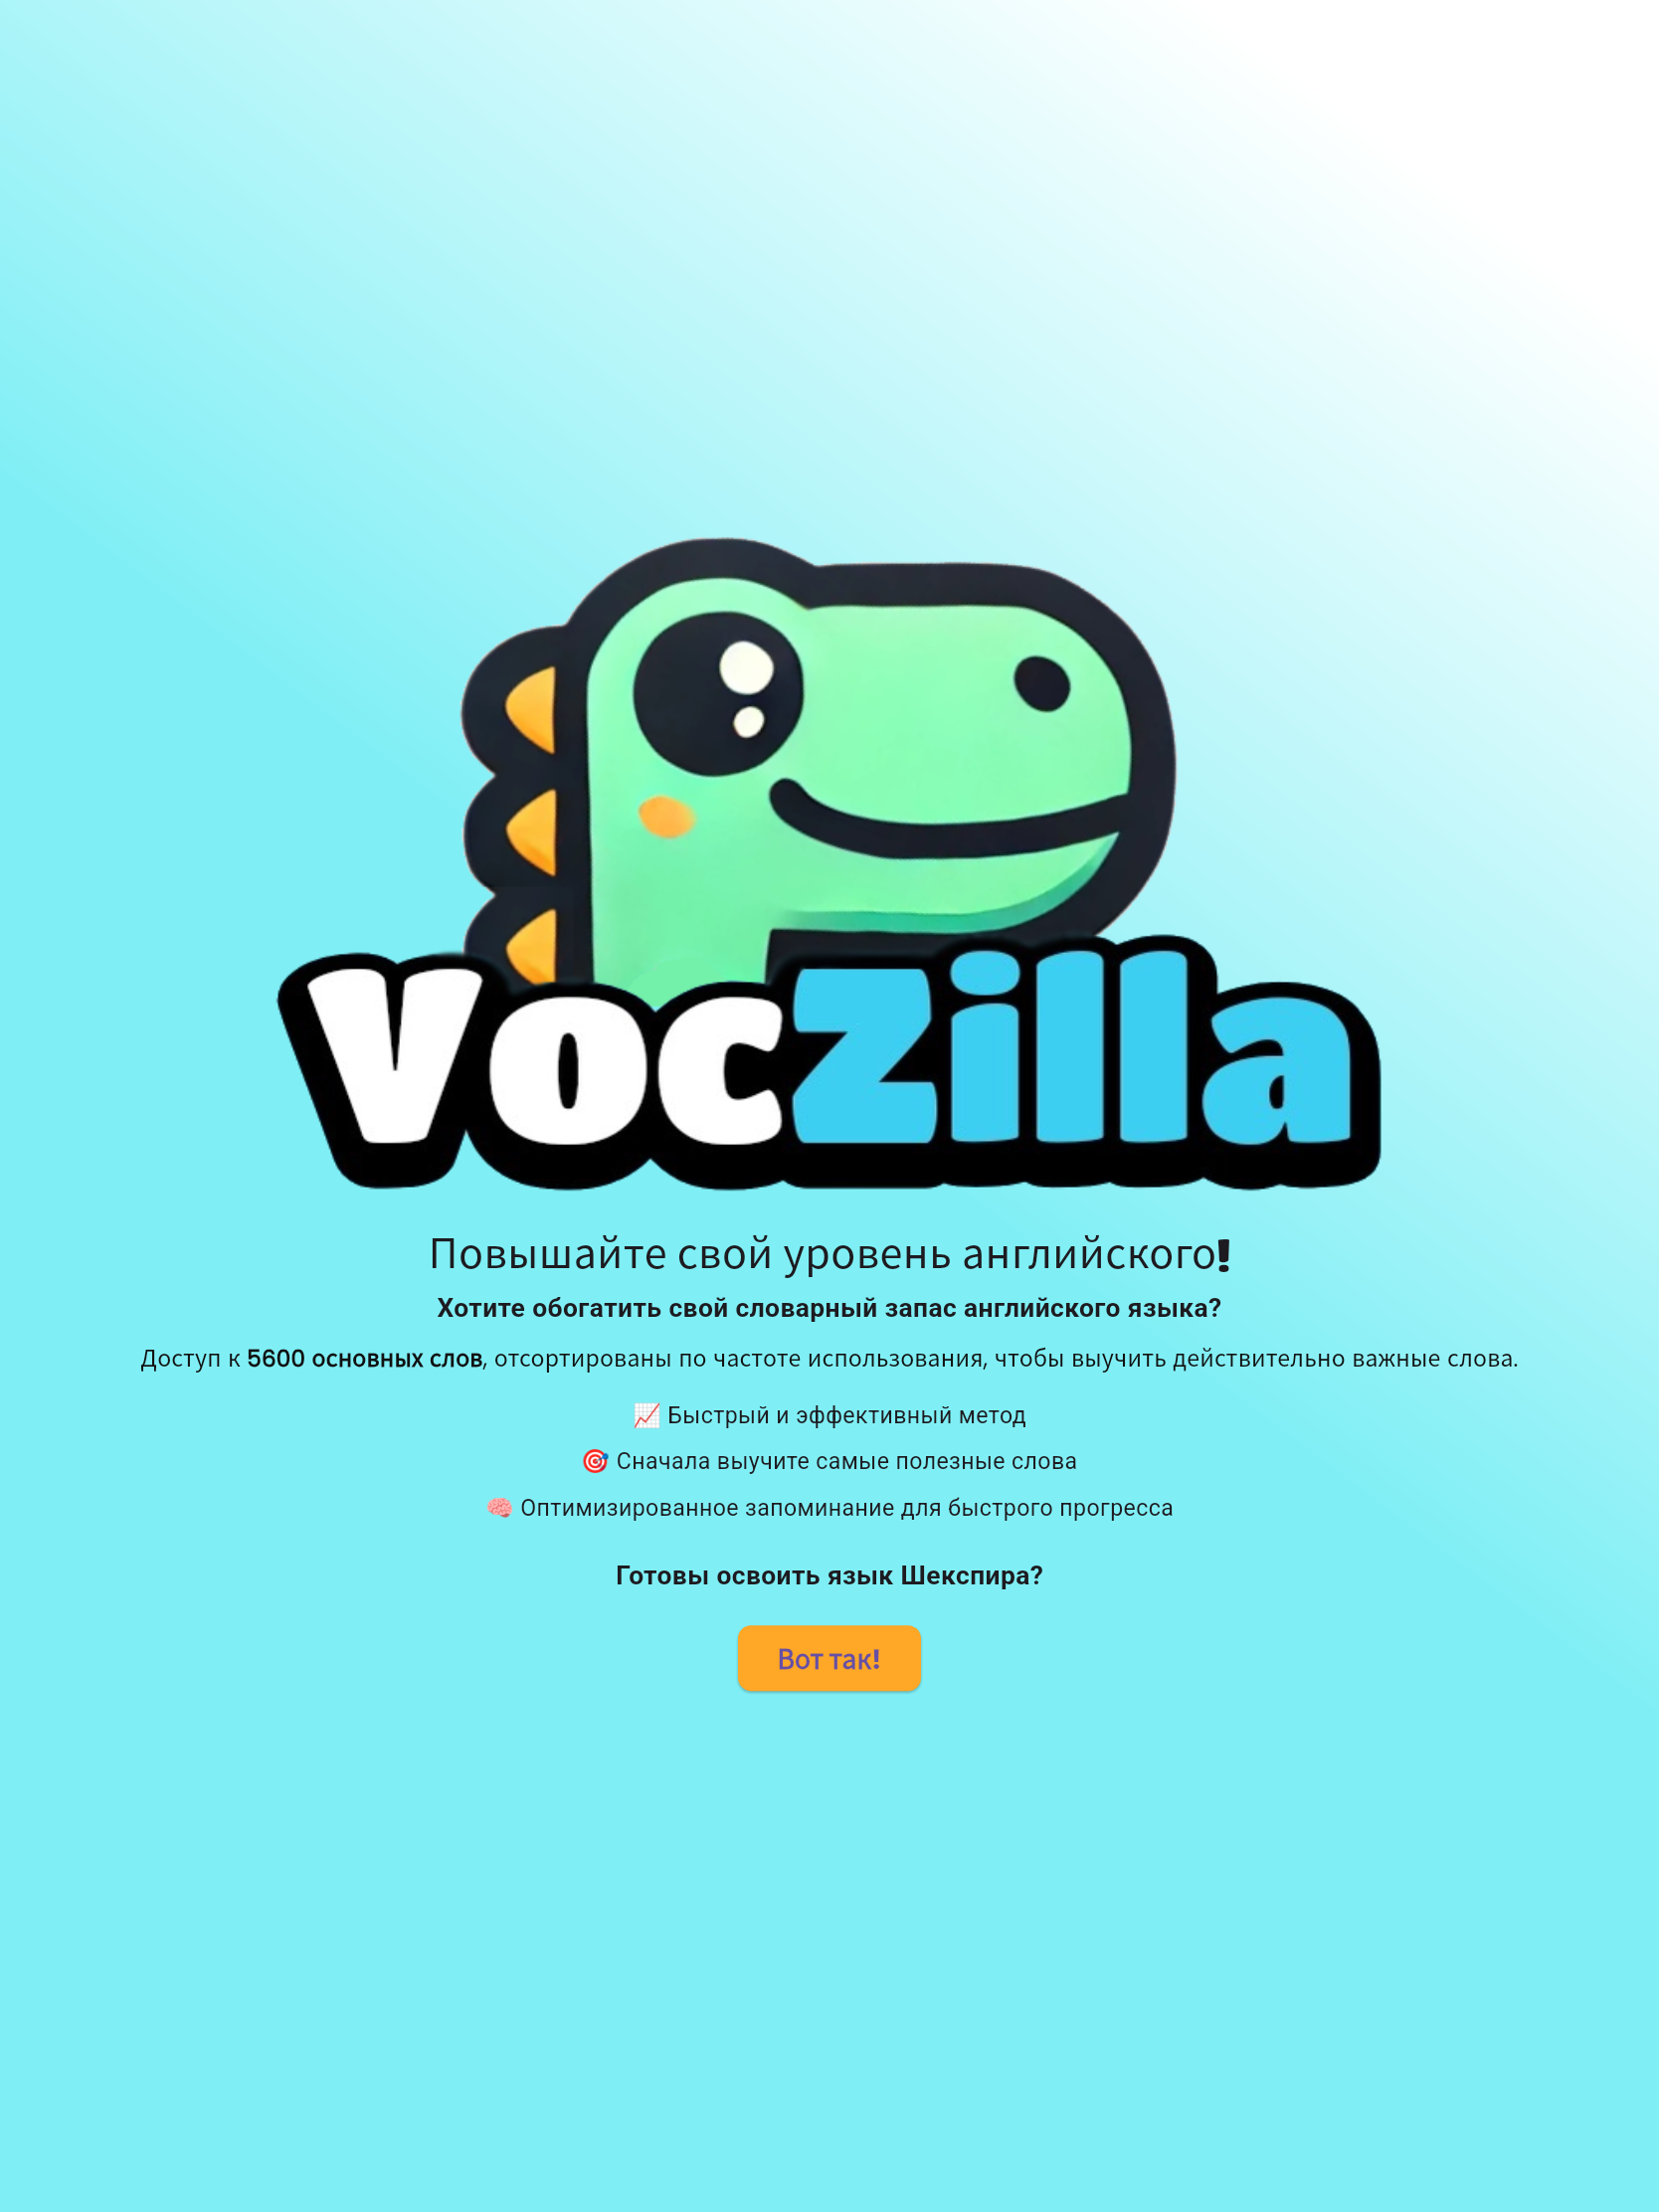 VocZilla
Повышайте свой уровень английского!
Хотите обогатить свой словарный запас английского языка?
Доступ к 5600 основных слов, отсортированы по частоте использования, чтобы выучить действительно важные слова.
📈 Быстрый и эффективный метод
🎯 Сначала выучите самые полезные слова
🧠 Оптимизированное запоминание для быстрого прогресса
Готовы освоить язык Шекспира?
Вот так!